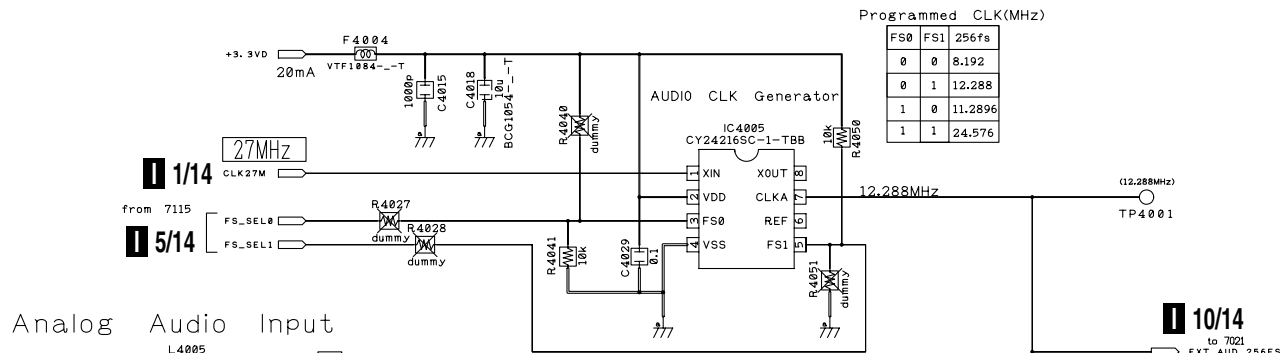 Programmed CLK(MHz)
FS0 FS1 256fs
0 0 8.192
0 1 12.288
1 0 11.2896
1 1 24.576
+3.3VD
20mA
F4004
VTF1084-_-T
1000p
C4015
C4018
10u
BCG1054-_-T
R4040
dummy
AUDIO CLK Generator
IC4005
CY24216SC-1-TBB
10k
R4050
27MHz
I 1/14
CLK27M
1 XIN
XOUT 8
2 VDD
CLKA 7
3 FS0
REF 6
4 VSS
FS1 5
12.288MHz
(12.288MHz)
TP4001
from 7115
I 5/14
FS_SEL0
FS_SEL1
R4027
dummy
R4028
dummy
R4041
10k
C4029
0.1
R4051
dummy
Analog Audio Input
L4005
I 10/14
to 7021
EXT_AUD_256FS